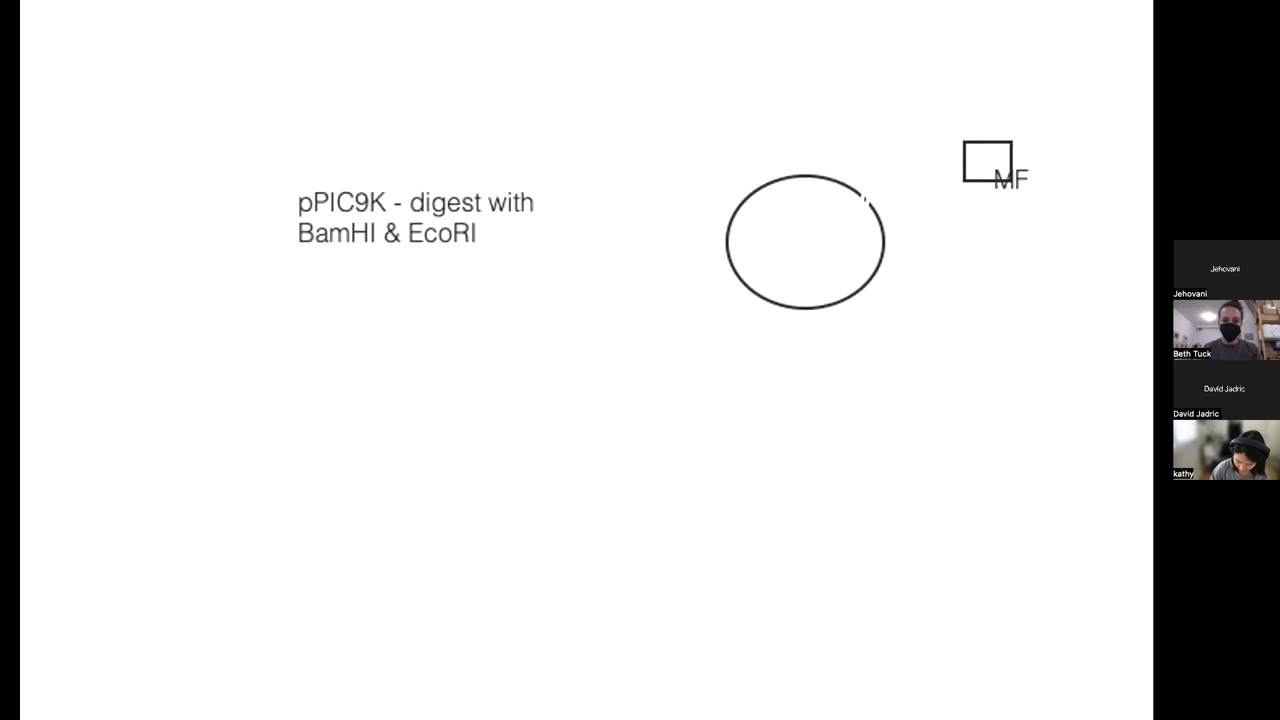 MF
pPIC9K - digest with
BamHI & EcoRI
Jehovani
Jehovani
Beth Tuck
David Jadric
David Jadric
kathy